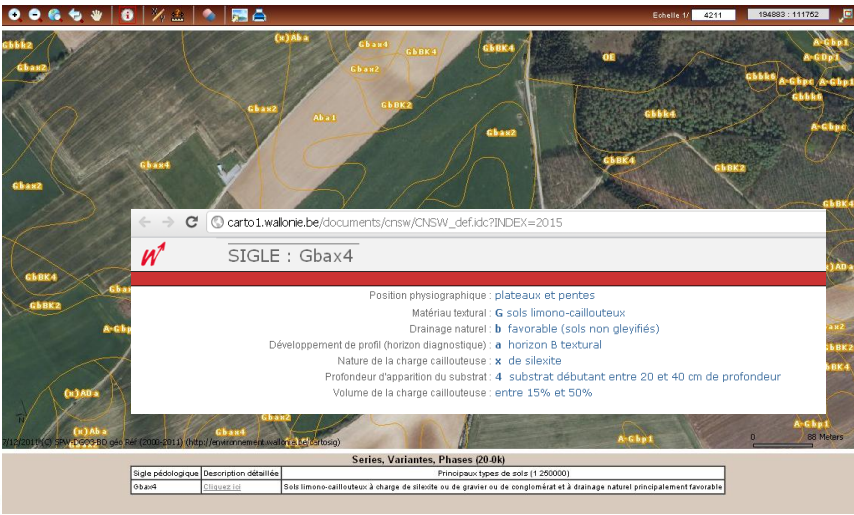 Echelle 1/ 4211 194883 : 111752
Gbbk2
(x)Aba
Gbax4
GbBK4
GbBK4
A-Gbp1
A-GDp1
OE
Gbax2
Gbax2
Gbbk6
A-Gbpc
A-Gbp1
Gbbk6
Gbax2
GbBK2
Aba1
Gbbk4
A-Gbpc
Gbax2
Gbax4
GbBK4
GbBK2
Gbax2
GbBK4
carto1.wallonie.be/documents/cnsw/CNSW_def.idc?INDEX=2015
SIGLE : Gbax4
Position physiographique : plateaux et pentes
Matériau textural : G sols limono-caillouteux
Drainage naturel : b favorable (sols non gleyifiés)
Développement de profil (horizon diagnostique) : a horizon B textural
Nature de la charge caillouteuse : x de silexite
Profondeur d'apparition du substrat : 4 substrat débutant entre 20 et 40 cm de profondeur
Volume de la charge caillouteuse : entre 15% et 50%
GbBK4
GbBK2
(x)ADa
Gbax2
A-Gbp1
(x)Aba
Gbax4
A-Gbp1
0 88 Meters
Series, Variantes, Phases (20-0k)
Sigle pédologique Description détaillée Principaux types de sols (1 250000)
Gbax4 Cliquez ici Sols limono-caillouteux à charge de silexite ou de gravier ou de conglomérat et à drainage naturel principalement favorable